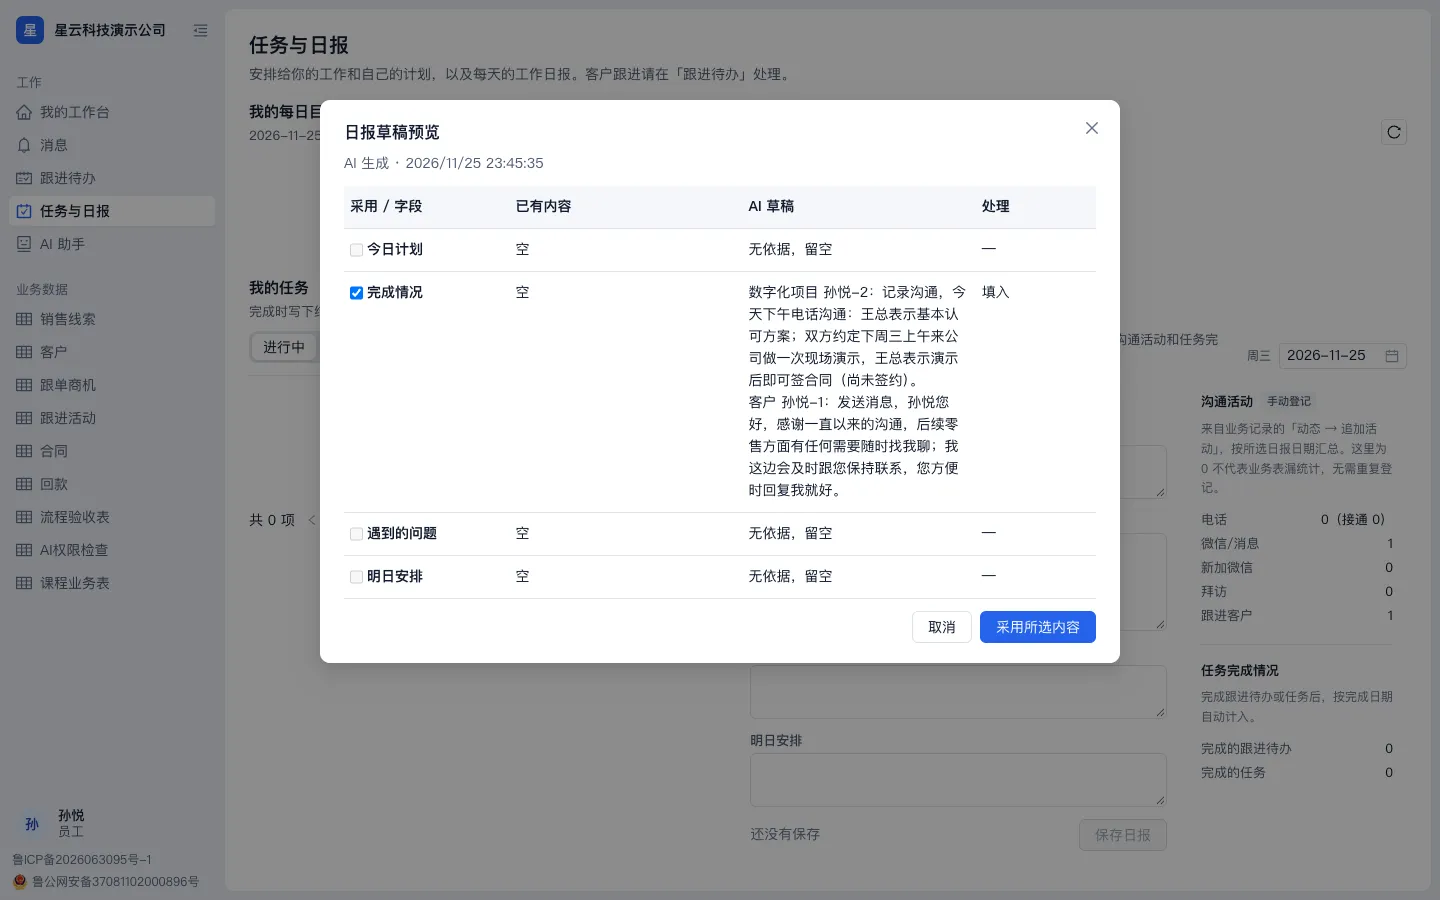 星 星云科技演示公司
工作
我的工作台
消息
跟进待办
任务与日报
AI 助手
业务数据
销售线索
客户
跟单商机
跟进活动
合同
回款
流程验收表
AI权限检查
课程业务表
孙 孙悦
员工
鲁ICP备2026063095号-1
鲁公网安备37081102000896号
任务与日报
安排给你的工作和自己的计划，以及每天的工作日报。客户跟进请在「跟进待办」处理。
我的每日目
2026-11-25
我的任务
完成时写下
进行中
共 0 项 <
日报草稿预览
AI 生成 · 2026/11/25 23:45:35
采用 / 字段 已有内容 AI 草稿 处理
今日计划 空 无依据，留空 —
完成情况 空 数字化项目 孙悦-2：记录沟通，今 填入
天下午电话沟通：王总表示基本认
可方案；双方约定下周三上午来公
司做一次现场演示，王总表示演示
后即可签合同（尚未签约）。
客户 孙悦-1：发送消息，孙悦您
好，感谢一直以来的沟通，后续零
售方面有任何需要随时找我聊；我
这边会及时跟您保持联系，您方便
时回复我就好。
遇到的问题 空 无依据，留空 —
明日安排 空 无依据，留空 —
取消 采用所选内容
沟通活动和任务完
周三 2026-11-25
明日安排
还没有保存 保存日报
沟通活动 手动登记
来自业务记录的「动态 → 追加活
动」，按所选日报日期汇总。这里为
0 不代表业务表漏统计，无需重复登
记。
电话 0（接通 0）
微信/消息 1
新加微信 0
拜访 0
跟进客户 1
任务完成情况
完成跟进待办或任务后，按完成日期
自动计入。
完成的跟进待办 0
完成的任务 0